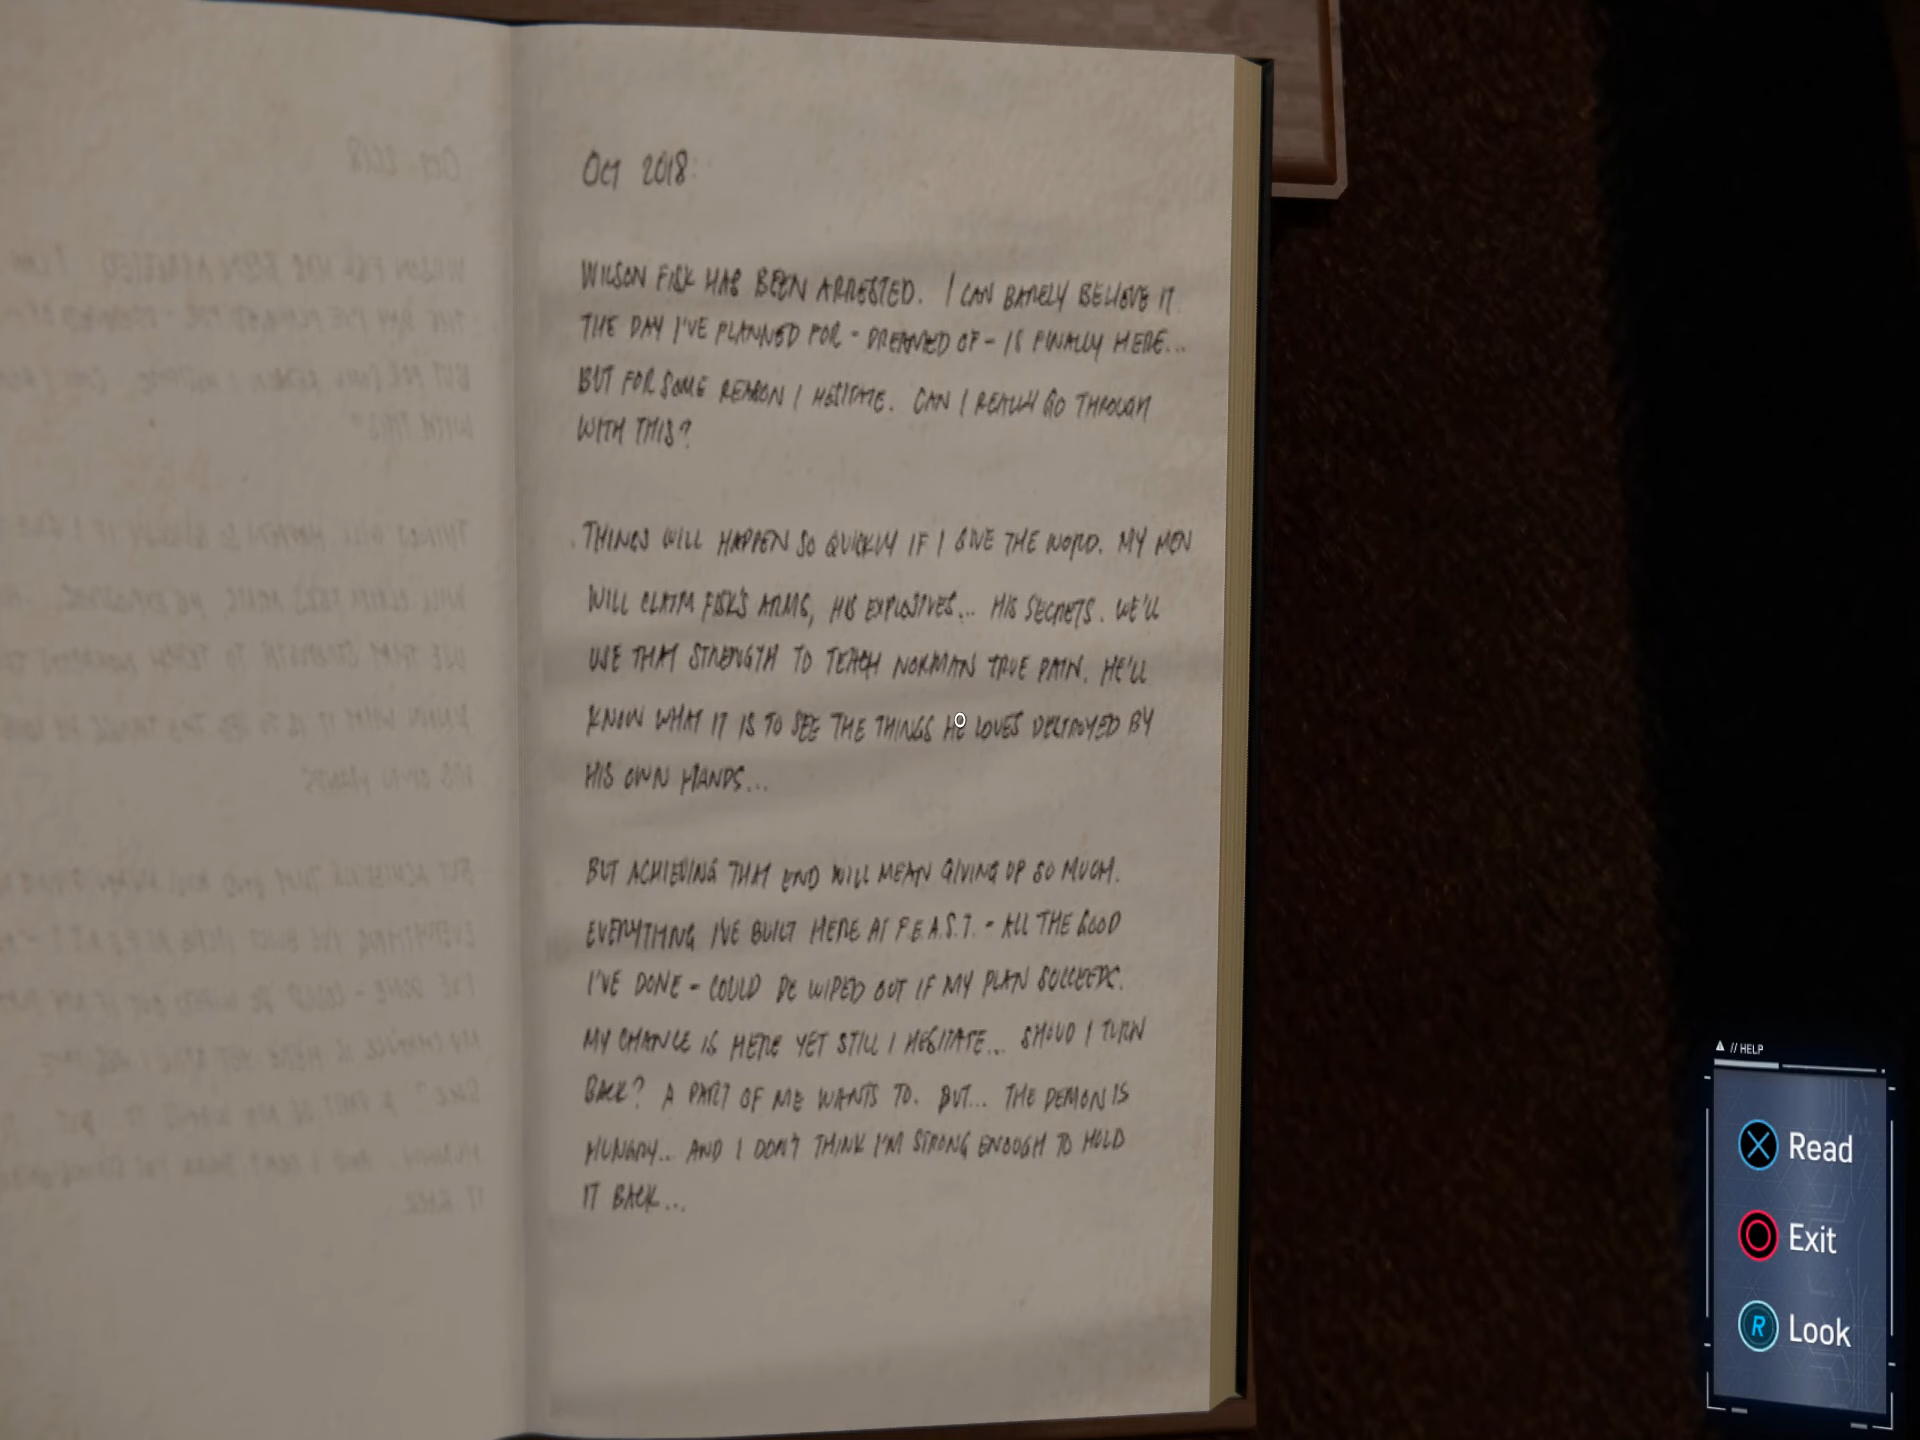 Oct 2018:
WILSON FISK HAS BEEN ARRESTED. I CAN BARELY BELIEVE IT.
THE DAY I'VE PLANNED FOR - DREAMED OF - IS FINALLY HERE...
BUT FOR SOME REASON I HESITATE. CAN I REALLY GO THROUGH
WITH THIS?
THINGS WILL HAPPEN SO QUICKLY IF I GIVE THE WORD. MY MEN
WILL CLAIM FISK'S ARMS, HIS EXPLOSIVES... HIS SECRETS. WE'LL
USE THAT STRENGTH TO TEACH NORMAN TRUE PAIN. HE'LL
KNOW WHAT IT IS TO SEE THE THINGS HE LOVES DESTROYED BY
HIS OWN HANDS...
BUT ACHIEVING THAT END WILL MEAN GIVING UP SO MUCH.
EVERYTHING I'VE BUILT HERE AT F.E.A.S.T. - ALL THE GOOD
I'VE DONE - COULD BE WIPED OUT IF MY PLAN SUCCEEDS.
MY CHANCE IS HERE YET STILL I HESITATE... SHOUD I TURN
BACK? A PART OF ME WANTS TO. BUT... THE DEMON IS
HUNGRY... AND I DON'T THINK I'M STRONG ENOUGH TO HOLD
IT BACK...
// HELP
Read
Exit
R Look